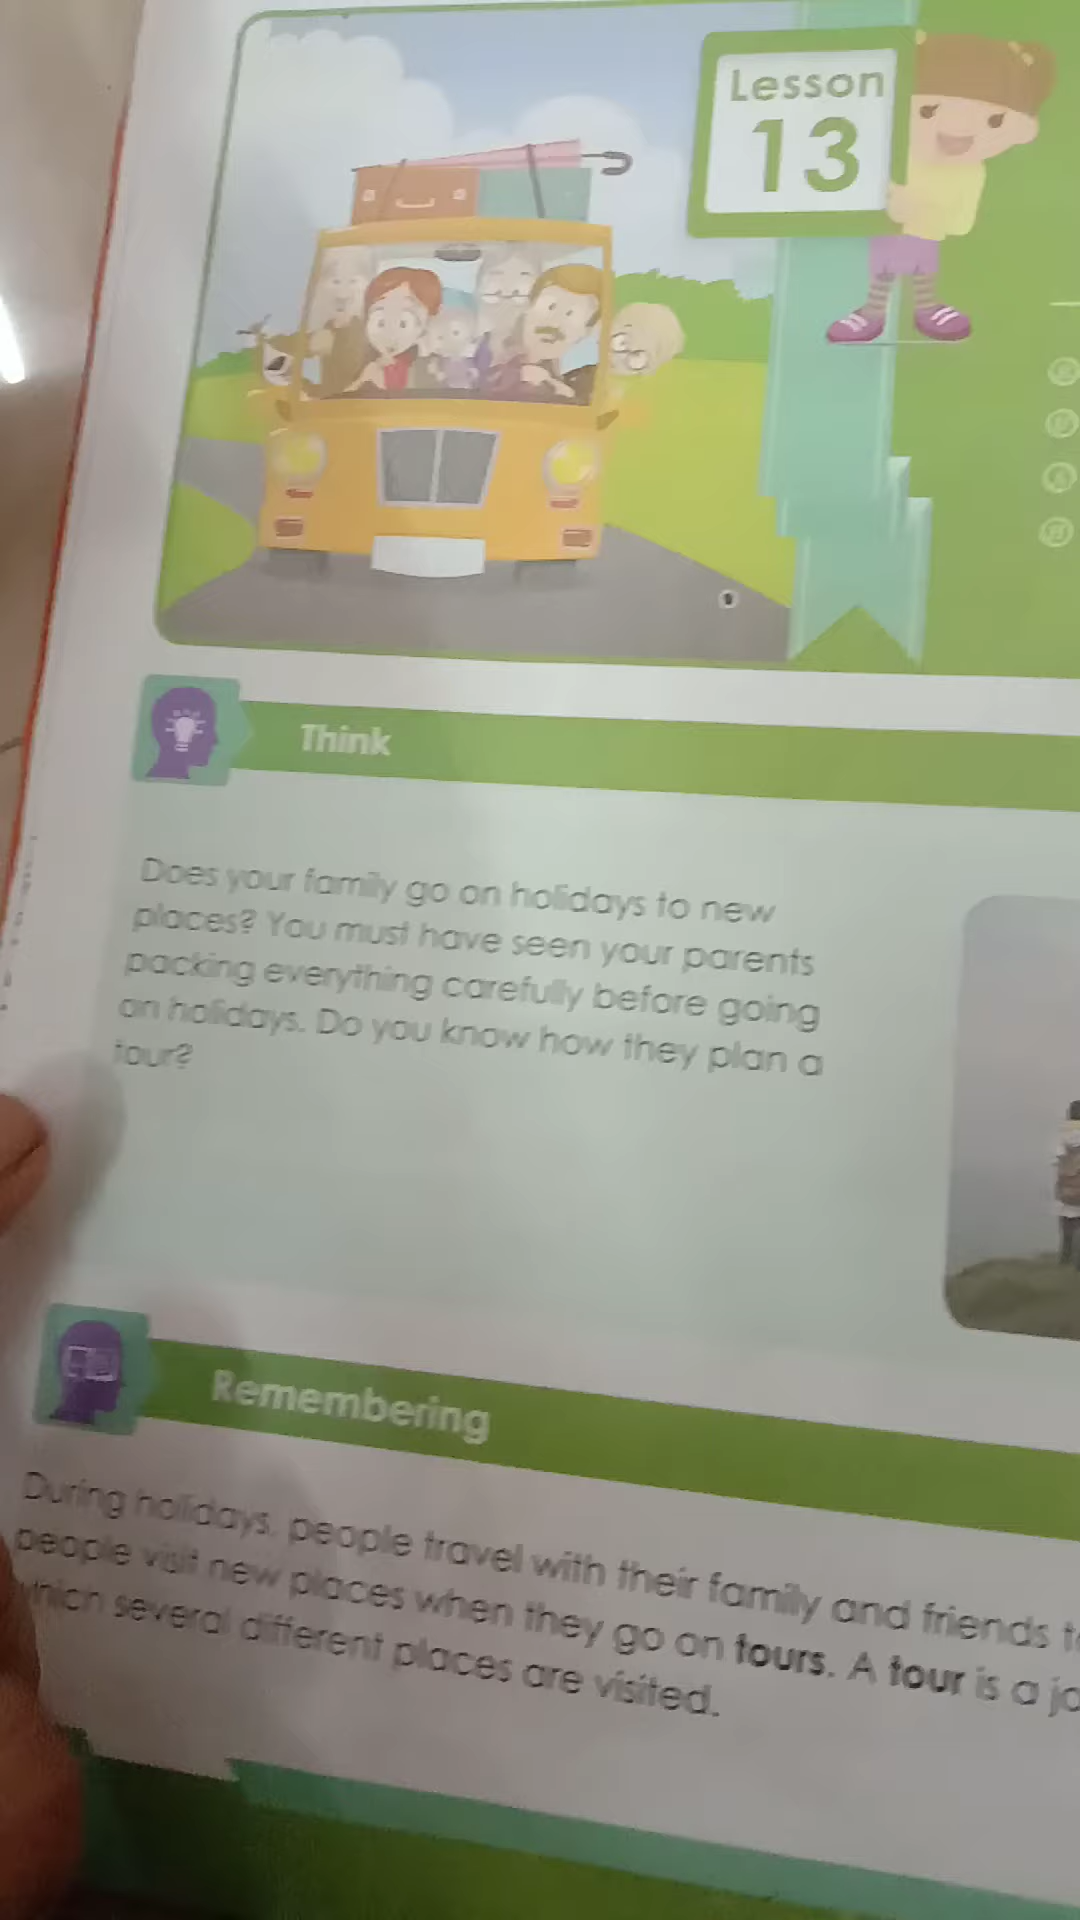 Lesson
13
Think
Does your family go on holidays to new
places? You must have seen your parents
packing everything carefully before going
on holidays. Do you know how they plan a
tour?
Remembering
During holidays, people travel with their family and friends
people visit new places when they go on tours. A tour is a
which several different places are visited.